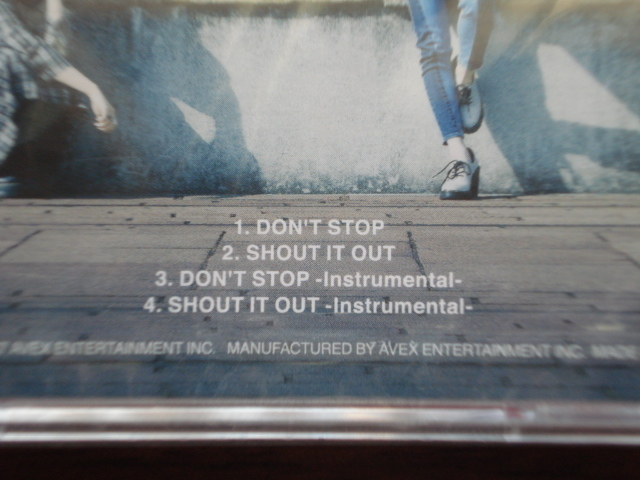 1. DON'T STOP
2. SHOUT IT OUT
3. DON'T STOP -Instrumental-
4. SHOUT IT OUT -Instrumental-
AVEX ENTERTAINMENT INC. MANUFACTURED BY AVEX ENTERTAINMENT INC.